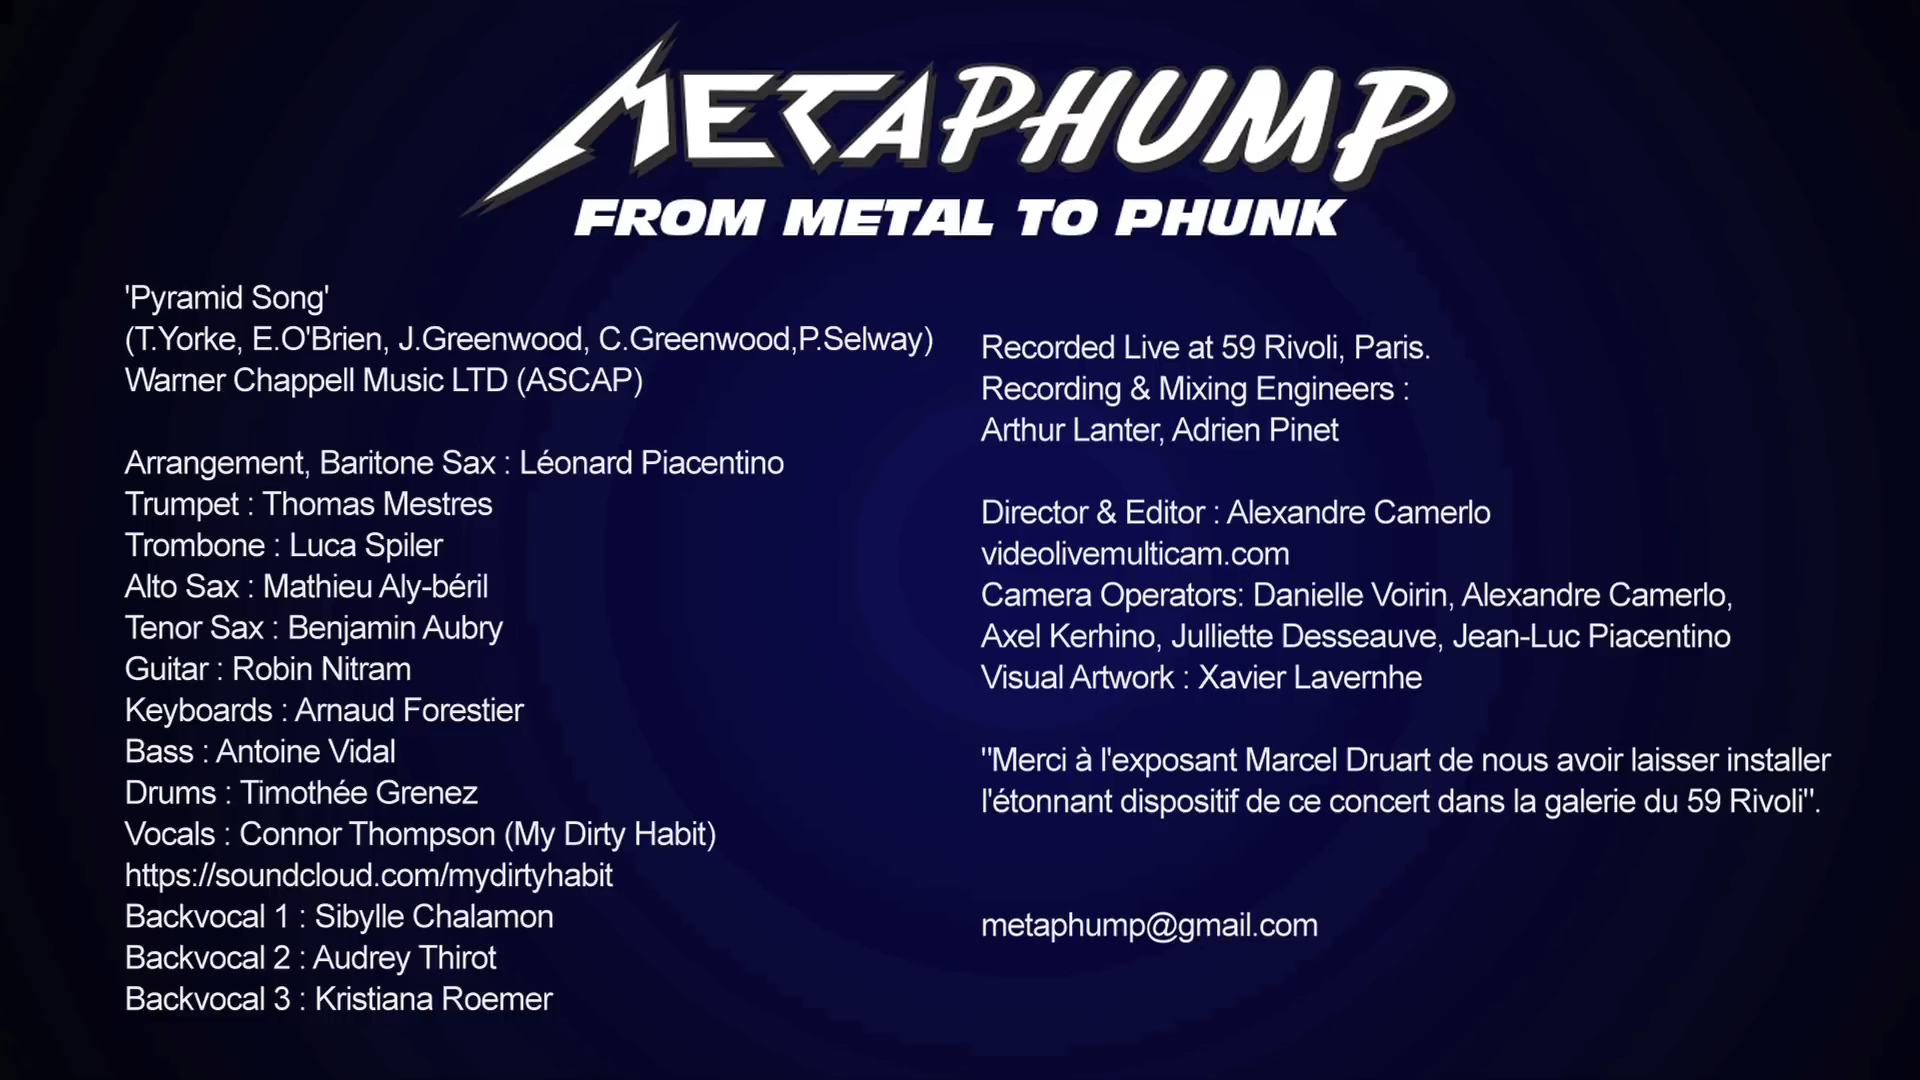 METAPHUMP
FROM METAL TO PHUNK
'Pyramid Song'
(T.Yorke, E.O'Brien, J.Greenwood, C.Greenwood,P.Selway)
Warner Chappell Music LTD (ASCAP)
Arrangement, Baritone Sax : Léonard Piacentino
Trumpet : Thomas Mestres
Trombone : Luca Spiler
Alto Sax : Mathieu Aly-béril
Tenor Sax : Benjamin Aubry
Guitar : Robin Nitram
Keyboards : Arnaud Forestier
Bass : Antoine Vidal
Drums : Timothée Grenez
Vocals : Connor Thompson (My Dirty Habit)
https://soundcloud.com/mydirtyhabit
Backvocal 1 : Sibylle Chalamon
Backvocal 2 : Audrey Thirot
Backvocal 3 : Kristiana Roemer
Recorded Live at 59 Rivoli, Paris.
Recording & Mixing Engineers :
Arthur Lanter, Adrien Pinet
Director & Editor : Alexandre Camerlo
videolivemulticam.com
Camera Operators: Danielle Voirin, Alexandre Camerlo,
Axel Kerhino, Julliette Desseauve, Jean-Luc Piacentino
Visual Artwork : Xavier Lavernhe
"Merci à l'exposant Marcel Druart de nous avoir laisser installer
l'étonnant dispositif de ce concert dans la galerie du 59 Rivoli".
metaphump@gmail.com